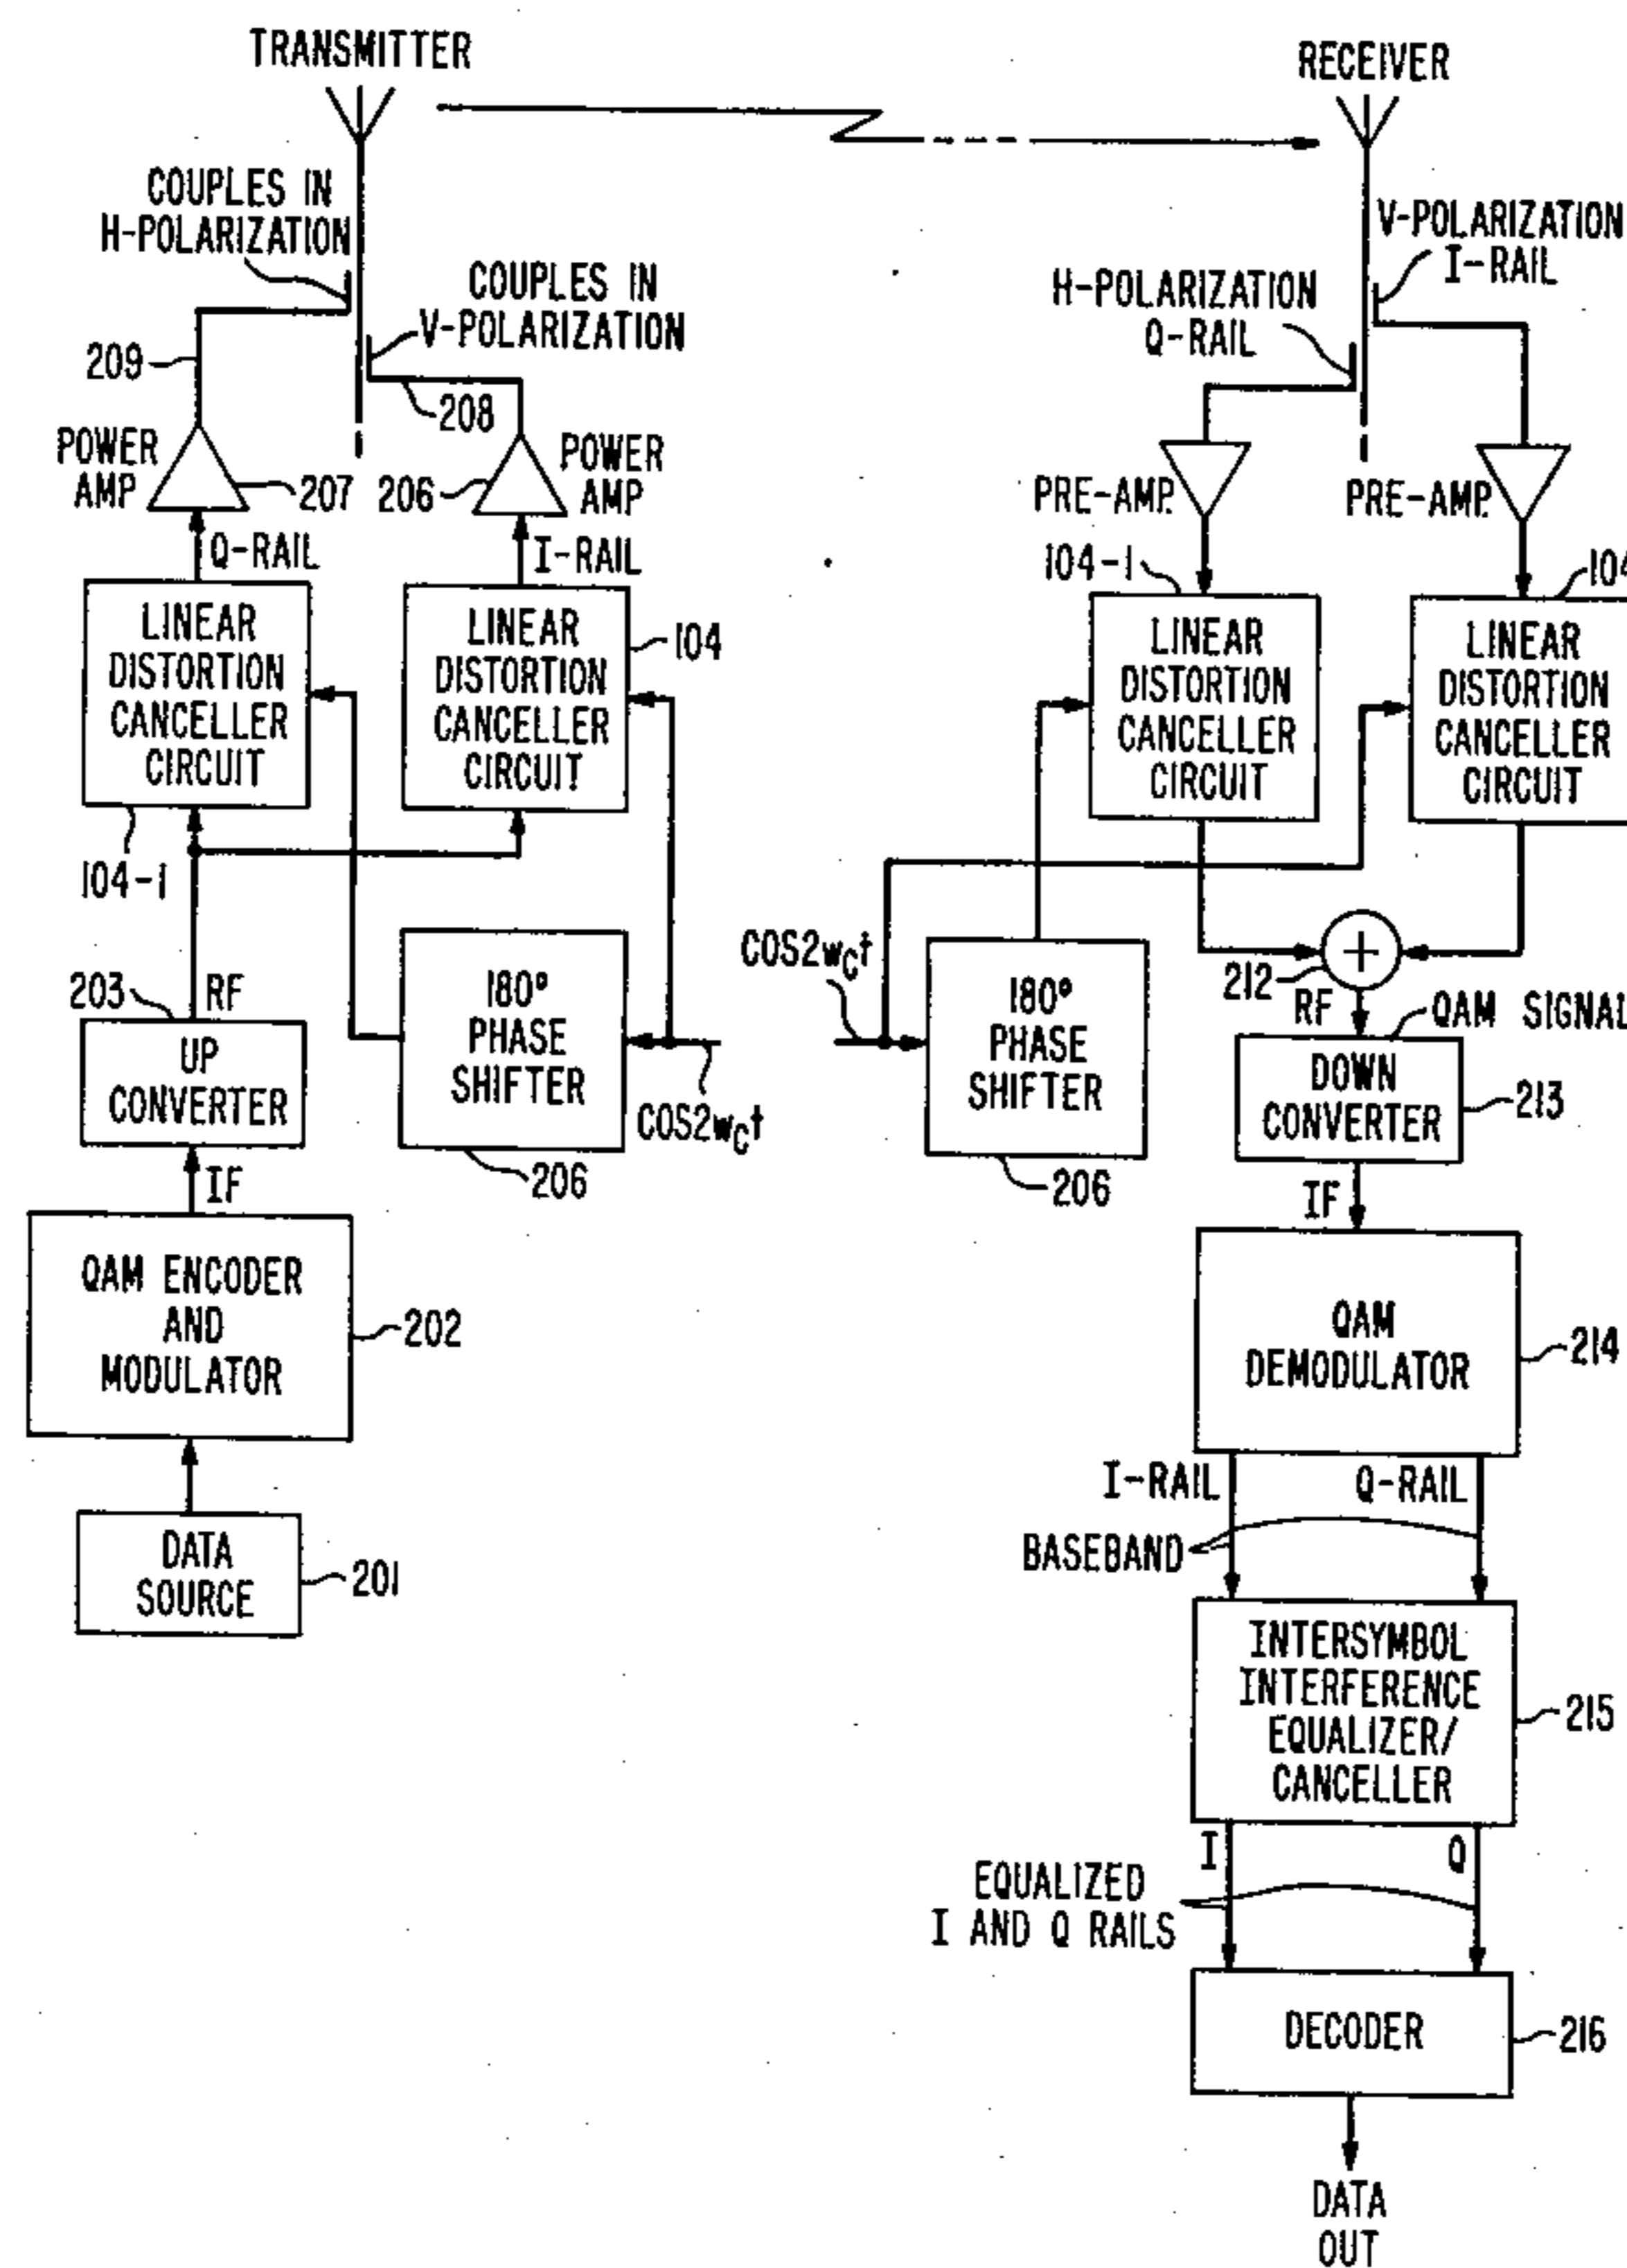 TRANSMITTER
COUPLES IN
H-POLARIZATION
COUPLES IN
V-POLARIZATION
209
208
POWER
AMP
207
206
POWER
AMP
Q-RAIL
I-RAIL
LINEAR
DISTORTION
CANCELLER
CIRCUIT
104-1
LINEAR
DISTORTION
CANCELLER
CIRCUIT
104
203
RF
UP
CONVERTER
180°
PHASE
SHIFTER
206
COS2wct
IF
QAM ENCODER
AND
MODULATOR
202
DATA
SOURCE
201
RECEIVER
V-POLARIZATION
I-RAIL
H-POLARIZATION
Q-RAIL
PRE-AMP.
PRE-AMP.
104-1
LINEAR
DISTORTION
CANCELLER
CIRCUIT
104
LINEAR
DISTORTION
CANCELLER
CIRCUIT
COS2wct
180°
PHASE
SHIFTER
206
+
212
RF
QAM SIGNAL
DOWN
CONVERTER
213
IF
QAM
DEMODULATOR
214
I-RAIL
Q-RAIL
BASEBAND
INTERSYMBOL
INTERFERENCE
EQUALIZER/
CANCELLER
215
I
Q
EQUALIZED
I AND Q RAILS
DECODER
216
DATA
OUT